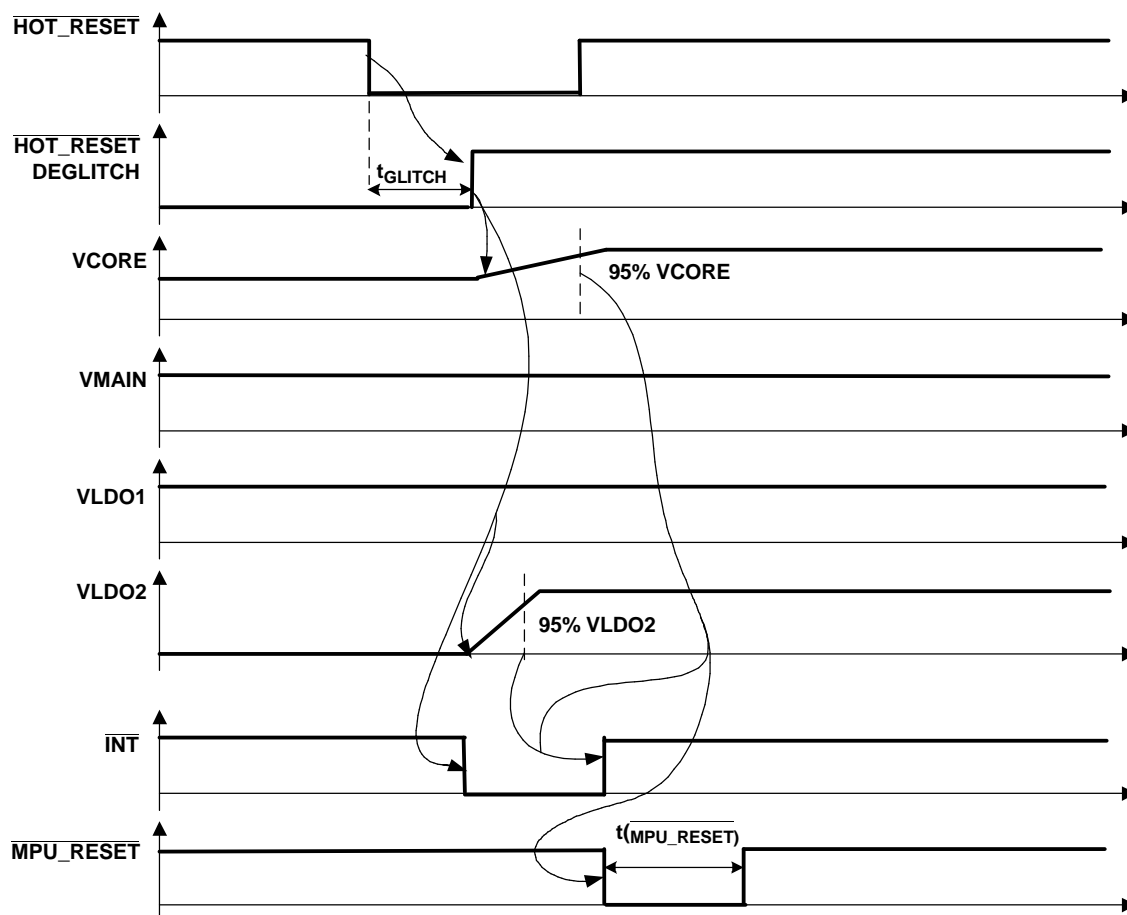 HOT_RESET
HOT_RESET
DEGLITCH
tGLITCH
VCORE
95% VCORE
VMAIN
VLDO1
VLDO2
95% VLDO2
INT
t(MPU_RESET)
MPU_RESET